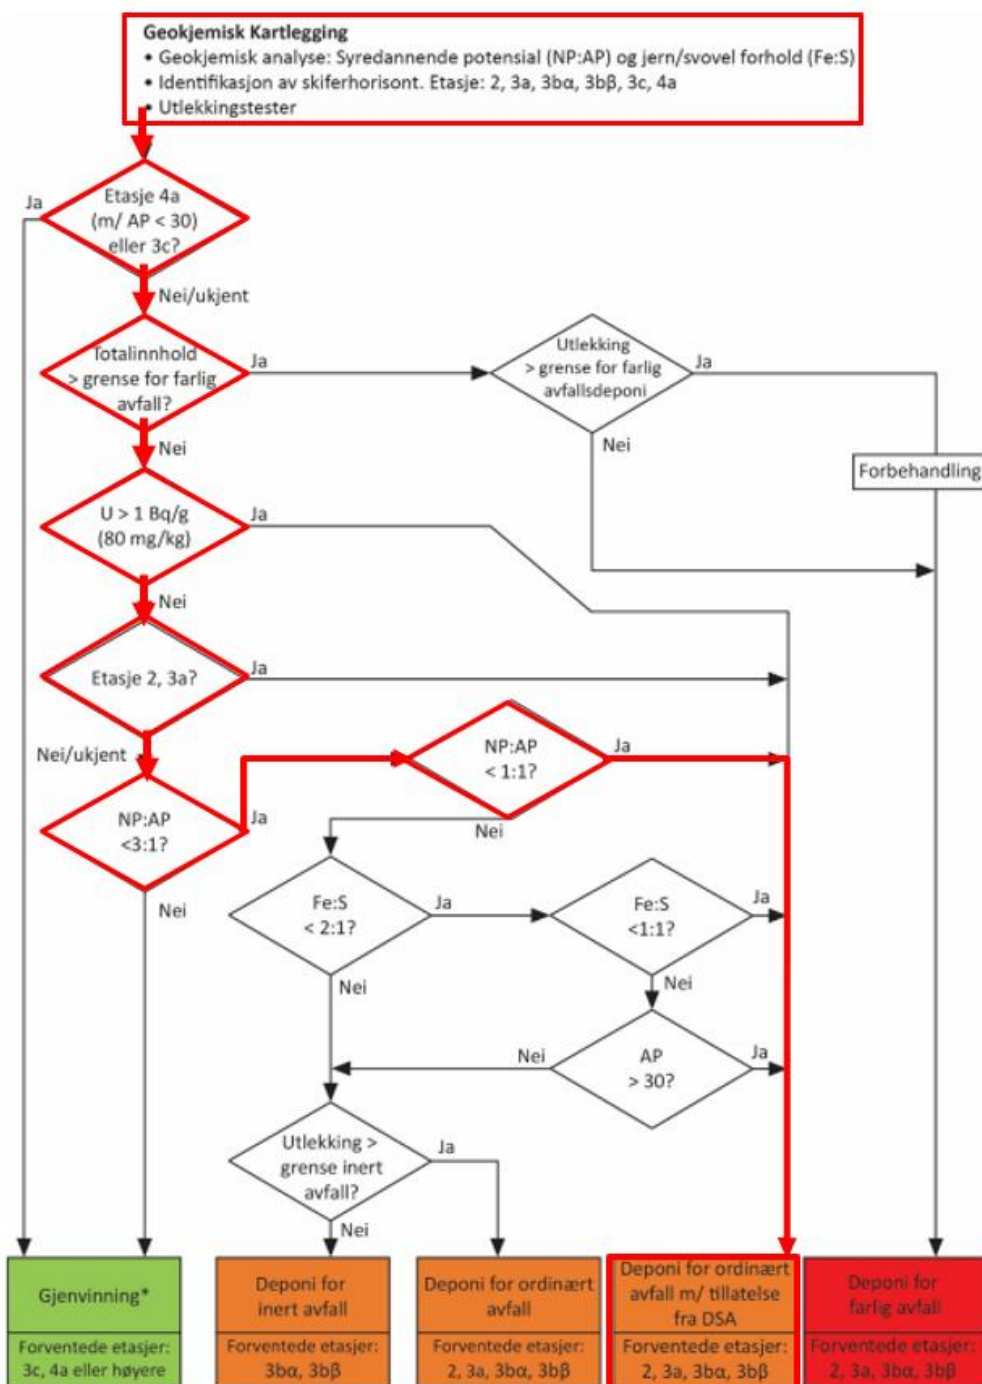 Geokjemisk Kartlegging
• Geokjemisk analyse: Syredannende potensial (NP:AP) og jern/svovel forhold (Fe:S)
• Identifikasjon av skiferhorisont. Etasje: 2, 3a, 3bα, 3bβ, 3c, 4a
• Utlekkingstester
Ja
Etasje 4a
(m/ AP < 30)
eller 3c?
Nei/ukjent
Totalinnhold
> grense for farlig
avfall?
Ja
Utlekking
> grense for farlig
avfallsdeponi
Ja
Nei
Nei
Forbehandling
U > 1 Bq/g
(80 mg/kg)
Ja
Nei
Etasje 2, 3a?
Ja
Nei/ukjent
NP:AP
< 1:1?
Ja
NP:AP
<3:1?
Ja
Nei
Nei
Fe:S
< 2:1?
Ja
Fe:S
<1:1?
Ja
Nei
Nei
Nei
AP
> 30?
Ja
Utlekking >
grense inert
avfall?
Ja
Nei
Gjenvinning*
Forventede etasjer:
3c, 4a eller høyere
Deponi for
inert avfall
Forventede etasjer:
3bα, 3bβ
Deponi for ordinært
avfall
Forventede etasjer:
2, 3a, 3bα, 3bβ
Deponi for ordinært
avfall m/ tillatelse
fra DSA
Forventede etasjer:
2, 3a, 3bα, 3bβ
Deponi for
farlig avfall
Forventede etasjer:
2, 3a, 3bα, 3bβ